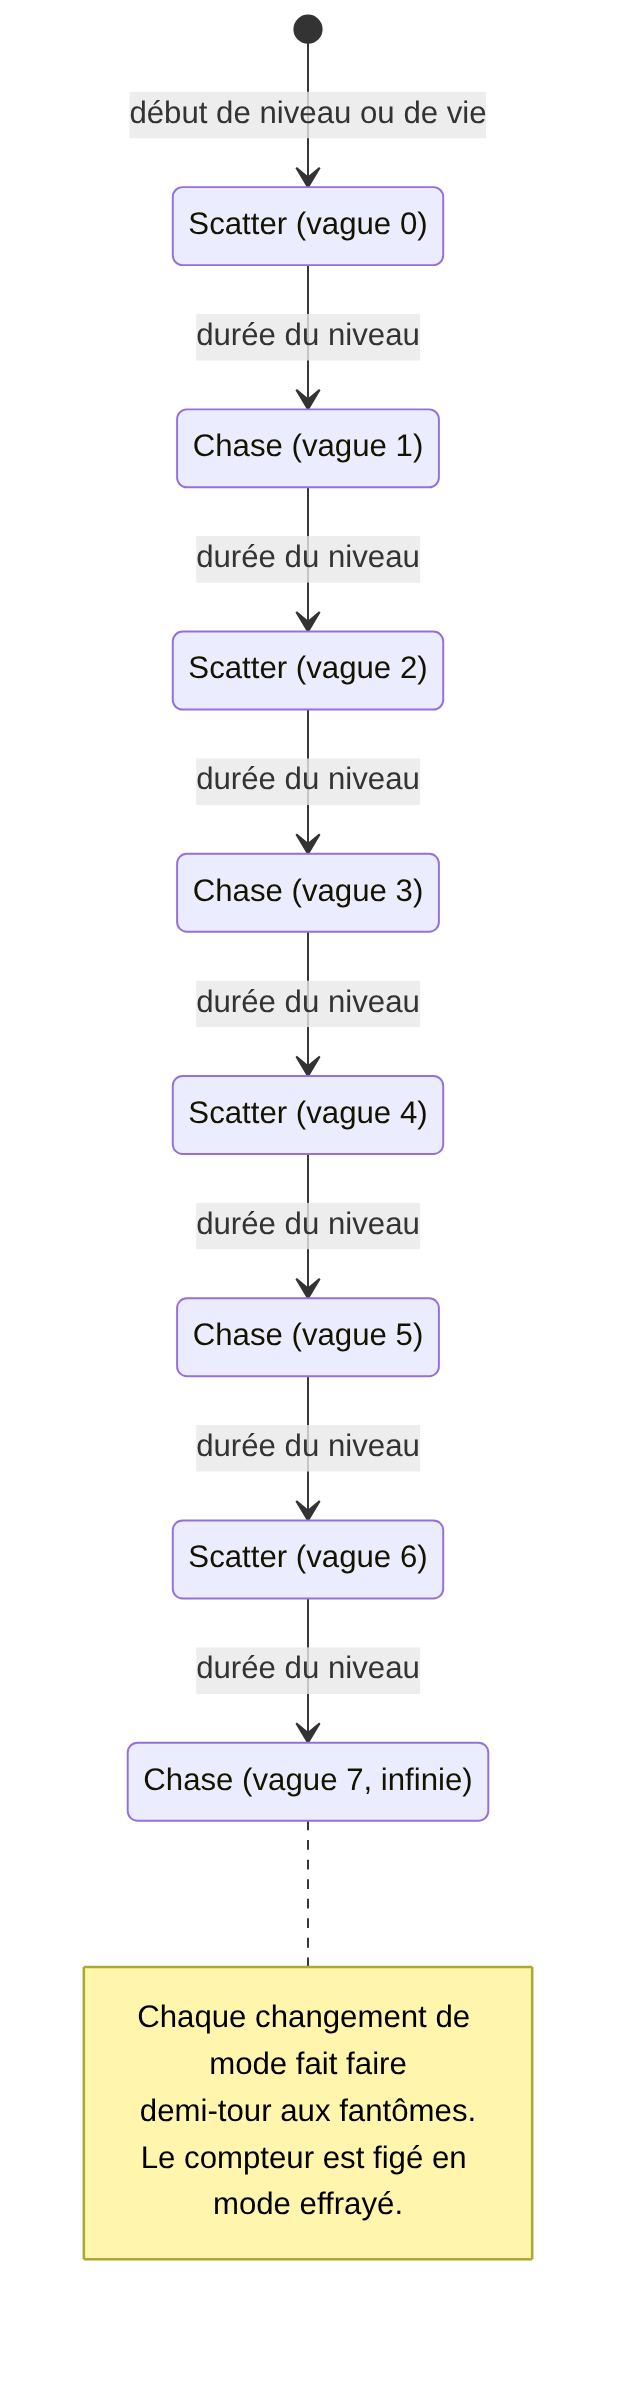 début de niveau ou de vie
Scatter (vague 0)
durée du niveau
Chase (vague 1)
durée du niveau
Scatter (vague 2)
durée du niveau
Chase (vague 3)
durée du niveau
Scatter (vague 4)
durée du niveau
Chase (vague 5)
durée du niveau
Scatter (vague 6)
durée du niveau
Chase (vague 7, infinie)
Chaque changement de
mode fait faire
demi-tour aux fantômes.
Le compteur est figé en
mode effrayé.